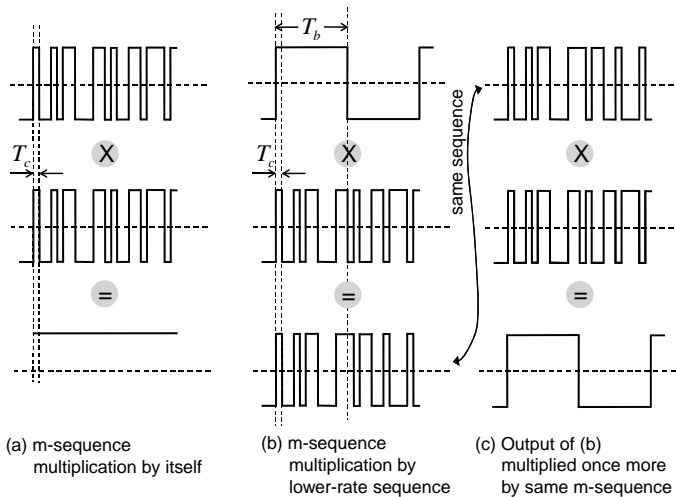 T_b
T_c
X
=
T_c
X
=
same sequence
X
=
(a) m-sequence
multiplication by itself
(b) m-sequence
multiplication by
lower-rate sequence
(c) Output of (b)
multiplied once more
by same m-sequence